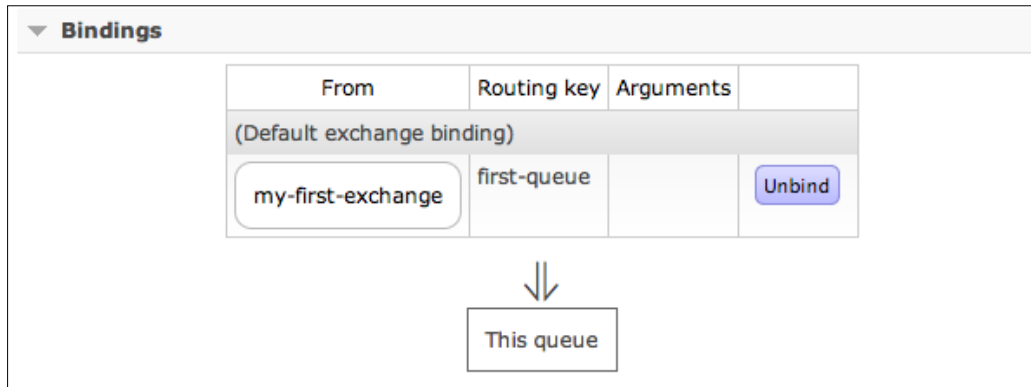 Bindings
From Routing key Arguments
(Default exchange binding)
my-first-exchange first-queue Unbind
This queue